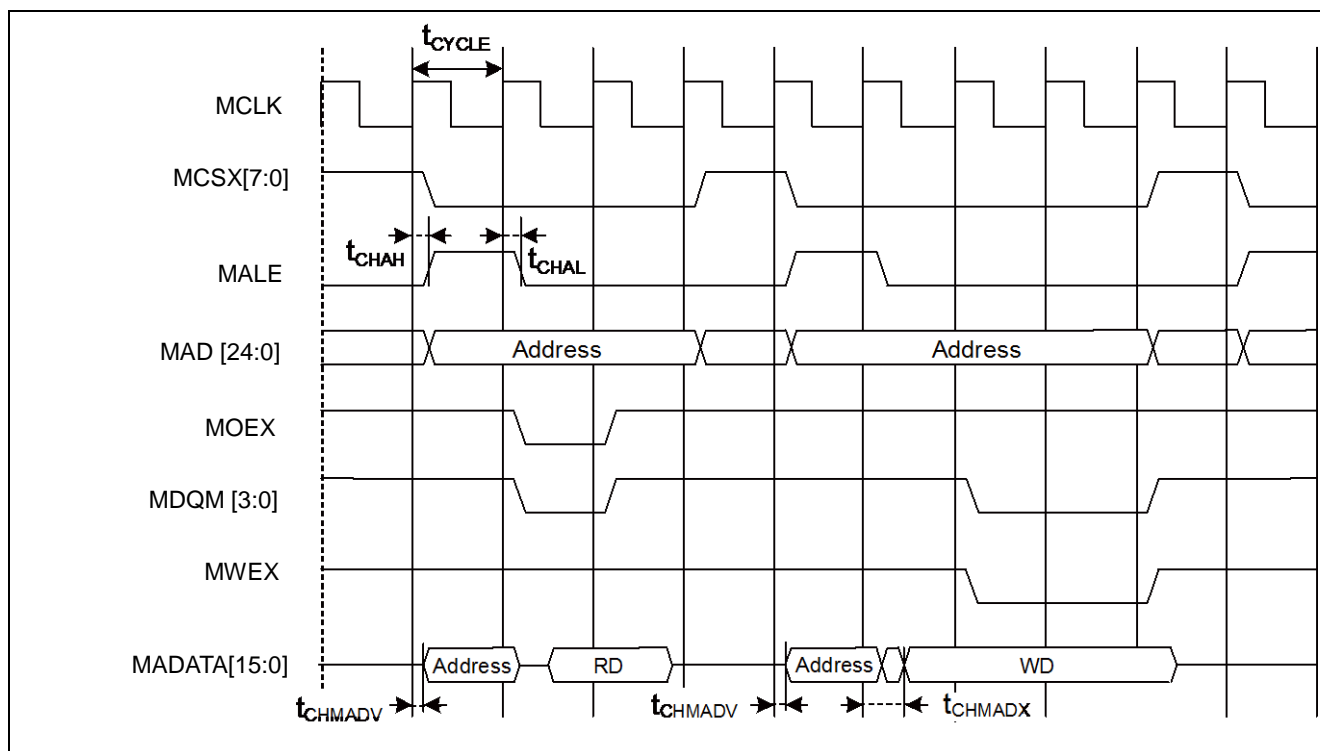 tCYCLE
MCLK
MCSX[7:0]
tCHAH
tCHAL
MALE
MAD [24:0]
Address
Address
MOEX
MDQM [3:0]
MWEX
MADATA[15:0]
Address
RD
Address
WD
tCHMADV
tCHMADV
tCHMADX